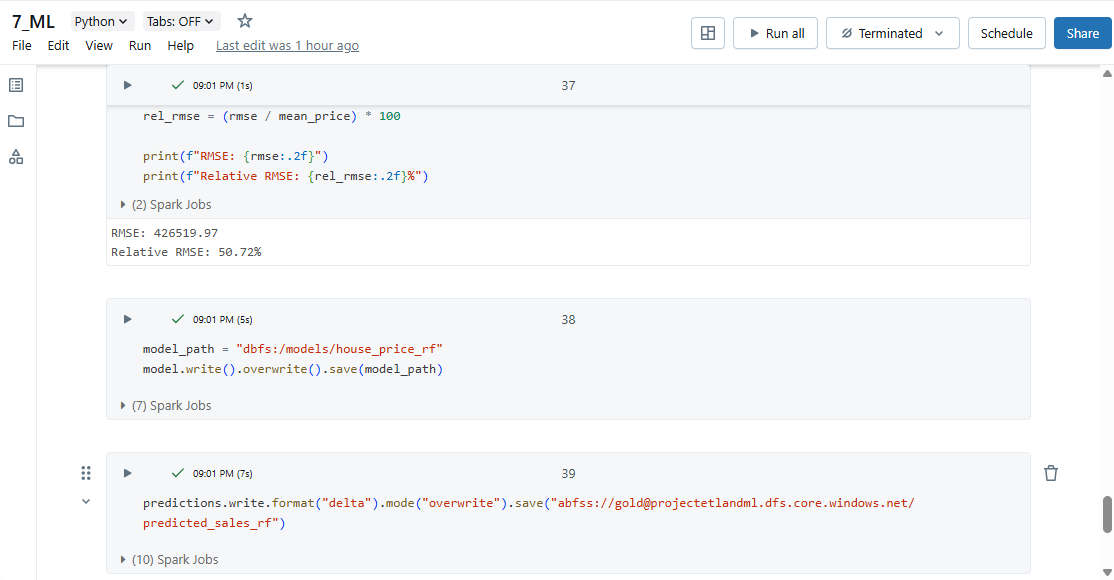 7_ML Python Tabs: OFF
File Edit View Run Help Last edit was 1 hour ago
Run all Terminated Schedule Share
09:01 PM (1s) 37
rel_rmse = (rmse / mean_price) * 100
print(f"RMSE: {rmse:.2f}")
print(f"Relative RMSE: {rel_rmse:.2f}%")
(2) Spark Jobs
RMSE: 426519.97
Relative RMSE: 50.72%
09:01 PM (5s) 38
model_path = "dbfs:/models/house_price_rf"
model.write().overwrite().save(model_path)
(7) Spark Jobs
09:01 PM (7s) 39
predictions.write.format("delta").mode("overwrite").save("abfss://gold@projectetlandml.dfs.core.windows.net/
predicted_sales_rf")
(10) Spark Jobs